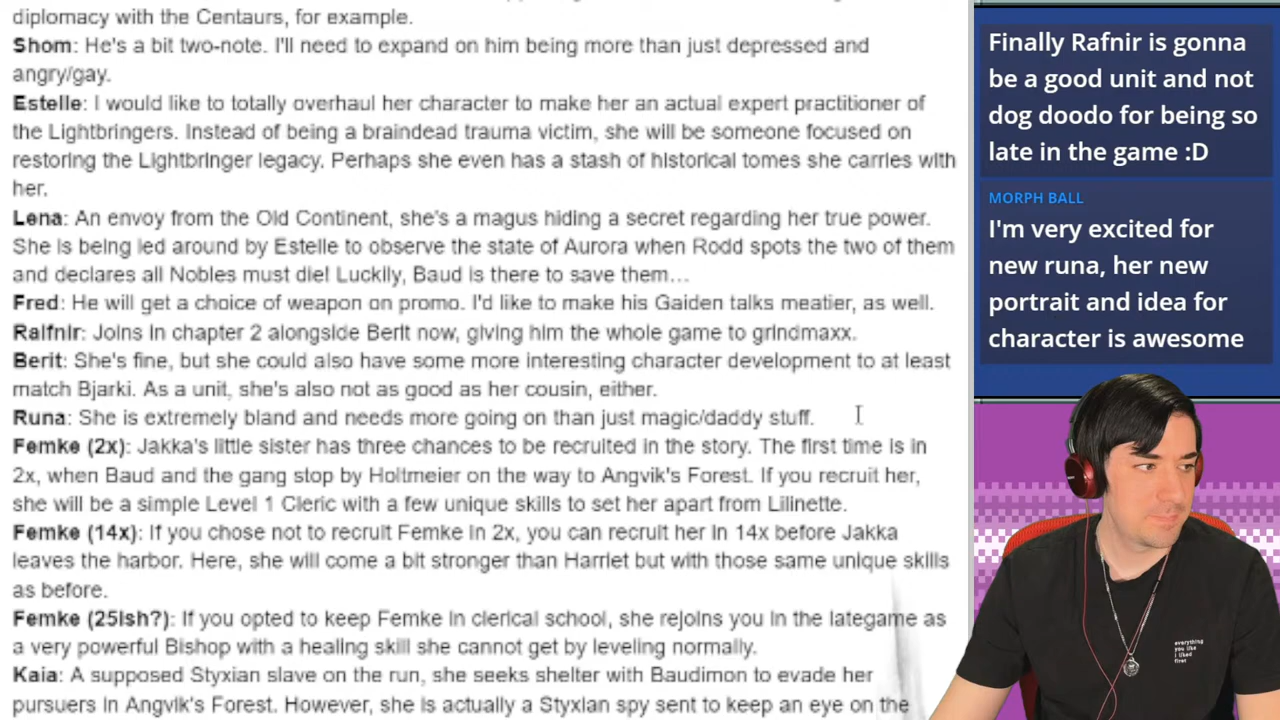 diplomacy with the Centaurs, for example.
Shom: He's a bit two-note. I'll need to expand on him being more than just depressed and
angry/gay.
Estelle: I would like to totally overhaul her character to make her an actual expert practitioner of
the Lightbringers. Instead of being a braindead trauma victim, she will be someone focused on
restoring the Lightbringer legacy. Perhaps she even has a stash of historical tomes she carries with
her.
Lena: An envoy from the Old Continent, she's a magus hiding a secret regarding her true power.
She is being led around by Estelle to observe the state of Aurora when Rodd spots the two of them
and declares all Nobles must die! Luckily, Baud is there to save them…
Fred: He will get a choice of weapon on promo. I'd like to make his Gaiden talks meatier, as well.
Ralfnir: Joins in chapter 2 alongside Berit now, giving him the whole game to grindmaxx.
Berit: She's fine, but she could also have some more interesting character development to at least
match Bjarki. As a unit, she's also not as good as her cousin, either.
Runa: She is extremely bland and needs more going on than just magic/daddy stuff.
Femke (2x): Jakka's little sister has three chances to be recruited in the story. The first time is in
2x, when Baud and the gang stop by Holtmeier on the way to Angvik's Forest. If you recruit her,
she will be a simple Level 1 Cleric with a few unique skills to set her apart from Lilinette.
Femke (14x): If you chose not to recruit Femke in 2x, you can recruit her in 14x before Jakka
leaves the harbor. Here, she will come a bit stronger than Harriet but with those same unique skills
as before.
Femke (25ish?): If you opted to keep Femke in clerical school, she rejoins you in the lategame as
a very powerful Bishop with a healing skill she cannot get by leveling normally.
Kaia: A supposed Styxian slave on the run, she seeks shelter with Baudimon to evade her
pursuers in Angvik's Forest. However, she is actually a Styxian spy sent to keep an eye on the
Finally Rafnir is gonna
be a good unit and not
dog doodo for being so
late in the game :D
MORPH BALL
I'm very excited for
new runa, her new
portrait and idea for
character is awesome
everything
you like
i liked
first